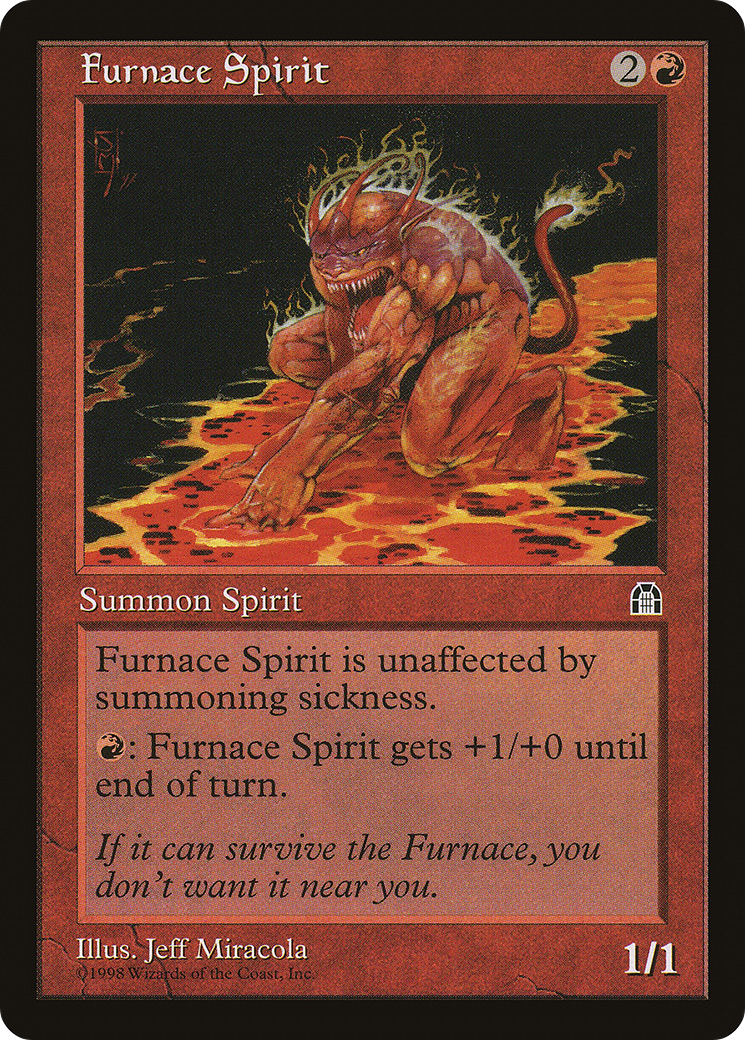 Furnace Spirit 2
Summon Spirit
Furnace Spirit is unaffected by
summoning sickness.
: Furnace Spirit gets +1/+0 until
end of turn.
If it can survive the Furnace, you
don't want it near you.
Illus. Jeff Miracola
©1998 Wizards of the Coast, Inc.
1/1